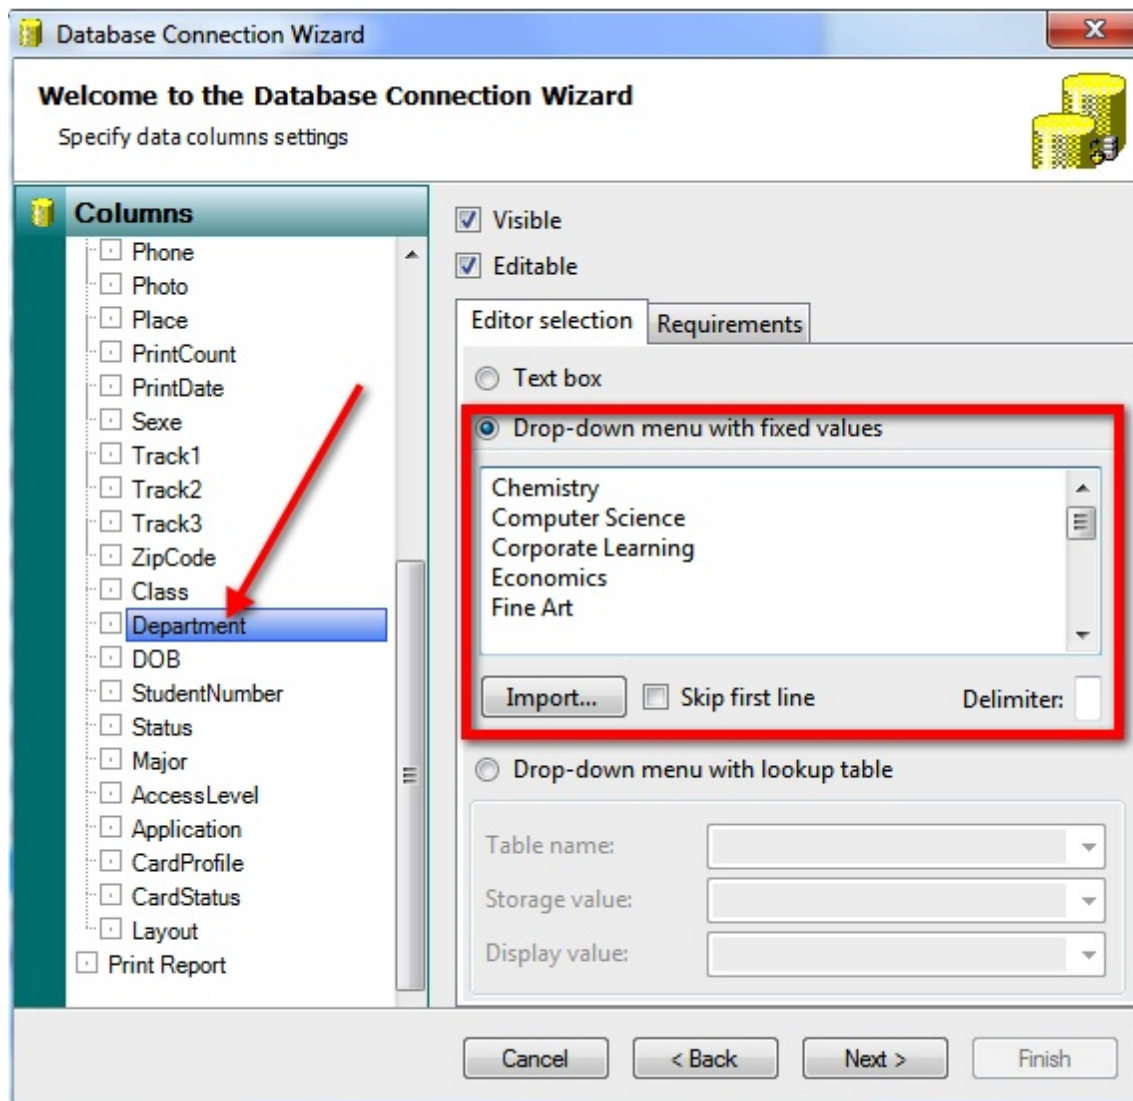 Database Connection Wizard
X
Welcome to the Database Connection Wizard
Specify data columns settings
Columns
Phone
Photo
Place
PrintCount
PrintDate
Sexe
Track1
Track2
Track3
ZipCode
Class
Department
DOB
StudentNumber
Status
Major
AccessLevel
Application
CardProfile
CardStatus
Layout
Print Report
Visible
Editable
Editor selection
Requirements
Text box
Drop-down menu with fixed values
Chemistry
Computer Science
Corporate Learning
Economics
Fine Art
Import...
Skip first line
Delimiter:
Drop-down menu with lookup table
Table name:
Storage value:
Display value:
Cancel
< Back
Next >
Finish